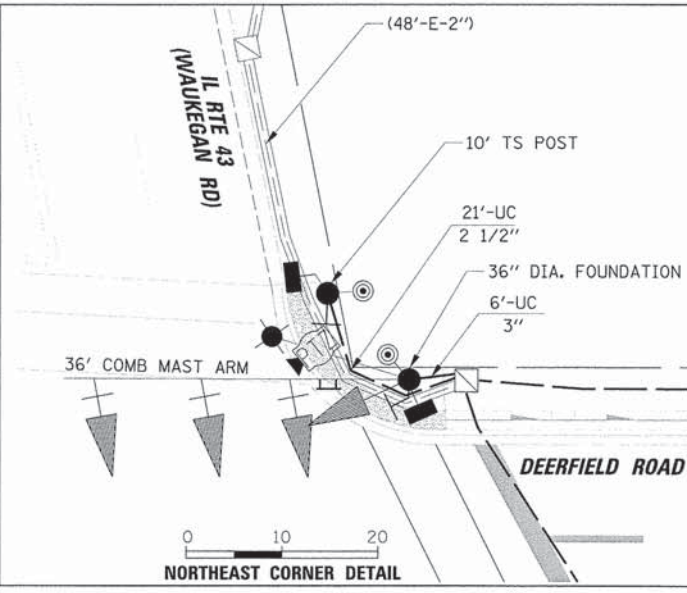 (48'-E-2")
IL RTE 43
(WAUKEGAN RD)
10' TS POST
21'-UC
2 1/2"
36" DIA. FOUNDATION
6'-UC
3"
36' COMB MAST ARM
DEERFIELD ROAD
0 10 20
NORTHEAST CORNER DETAIL